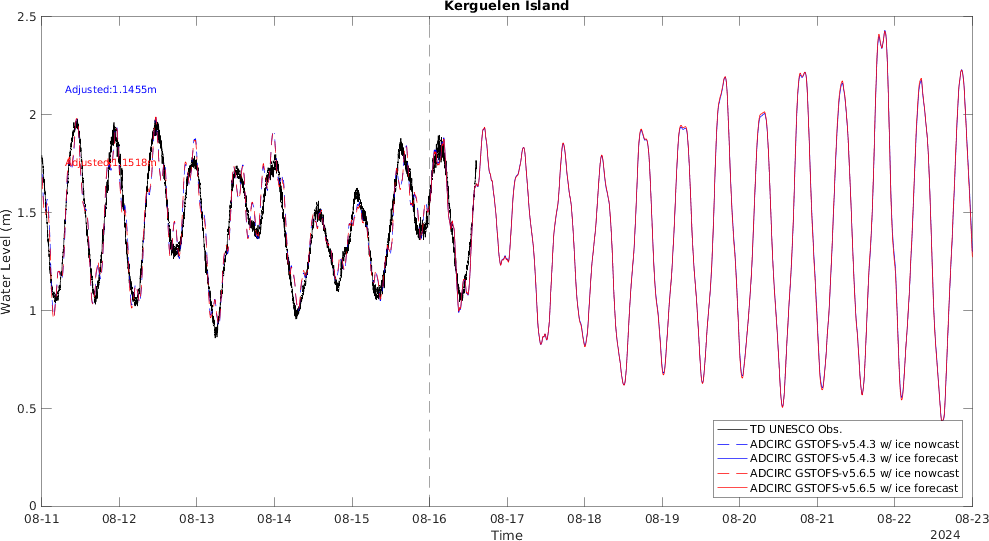 Kerguelen Island
2.5
2
1.5
1
0.5
0
Water Level (m)
Adjusted:1.1455m
Adjusted:1.1518m
TD UNESCO Obs.
ADCIRC GSTOFS-v5.4.3 w/ ice nowcast
ADCIRC GSTOFS-v5.4.3 w/ ice forecast
ADCIRC GSTOFS-v5.6.5 w/ ice nowcast
ADCIRC GSTOFS-v5.6.5 w/ ice forecast
08-11 08-12 08-13 08-14 08-15 08-16 08-17 08-18 08-19 08-20 08-21 08-22 08-23
Time
2024